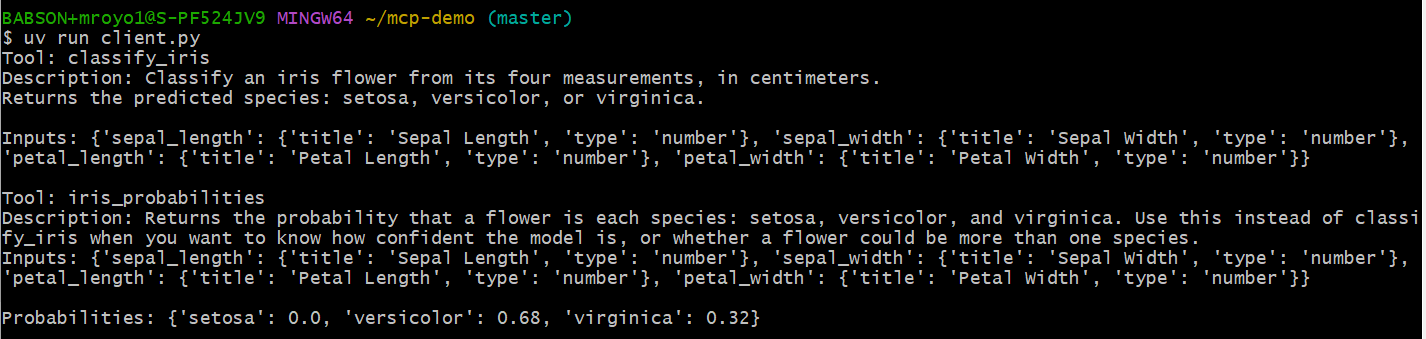 BABSON+mroyo1@S-PF524JV9 MINGW64 ~/mcp-demo (master)
$ uv run client.py
Tool: classify_iris
Description: Classify an iris flower from its four measurements, in centimeters.
Returns the predicted species: setosa, versicolor, or virginica.
Inputs: {'sepal_length': {'title': 'Sepal Length', 'type': 'number'}, 'sepal_width': {'title': 'Sepal Width', 'type': 'number'},
'petal_length': {'title': 'Petal Length', 'type': 'number'}, 'petal_width': {'title': 'Petal Width', 'type': 'number'}}
Tool: iris_probabilities
Description: Returns the probability that a flower is each species: setosa, versicolor, and virginica. Use this instead of classi
fy_iris when you want to know how confident the model is, or whether a flower could be more than one species.
Inputs: {'sepal_length': {'title': 'Sepal Length', 'type': 'number'}, 'sepal_width': {'title': 'Sepal Width', 'type': 'number'},
'petal_length': {'title': 'Petal Length', 'type': 'number'}, 'petal_width': {'title': 'Petal Width', 'type': 'number'}}
Probabilities: {'setosa': 0.0, 'versicolor': 0.68, 'virginica': 0.32}